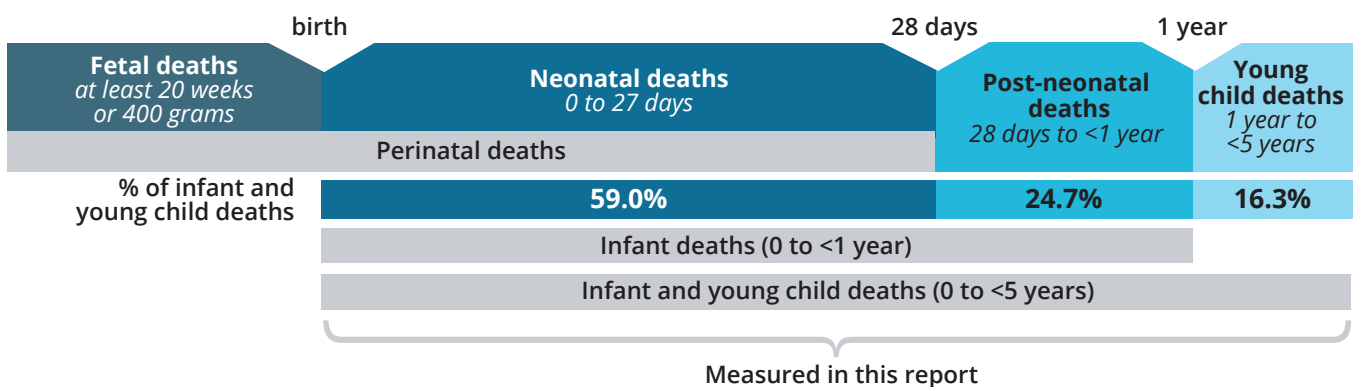 birth
28 days
1 year
Fetal deaths
at least 20 weeks
or 400 grams
Neonatal deaths
0 to 27 days
Post-neonatal
deaths
28 days to <1 year
Young
child deaths
1 year to
<5 years
Perinatal deaths
% of infant and
young child deaths
59.0%
24.7%
16.3%
Infant deaths (0 to <1 year)
Infant and young child deaths (0 to <5 years)
Measured in this report